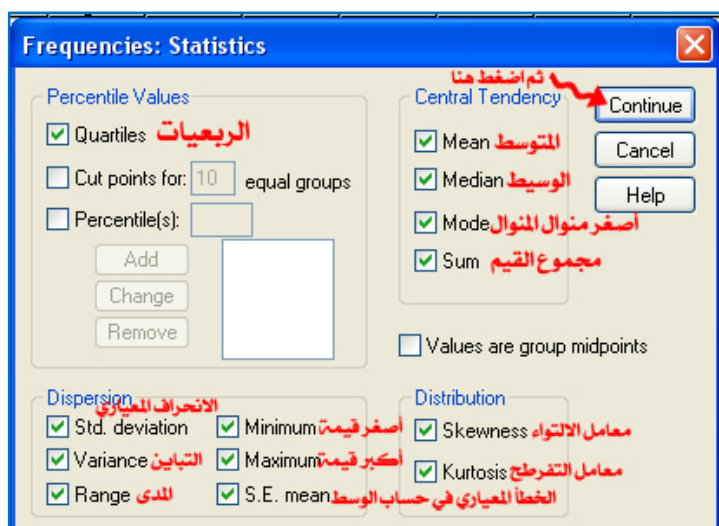 Frequencies: Statistics
ثم اضغط هنا
Percentile Values
Quartiles الربعيات
Cut points for: 10 equal groups
Percentile(s):
Add
Change
Remove
Central Tendency
Mean المتوسط
Median الوسيط
Mode أصغر منوال المنوال
Sum مجموع القيم
Continue
Cancel
Help
Values are group midpoints
Dispersion
الانحراف المعياري
Std. deviation
Minimum أصغر قيمة
Variance التباين
Maximum أكبر قيمة
Range المدى
S.E. mean الخطأ المعياري في حساب الوسط
Distribution
Skewness معامل الالتواء
Kurtosis معامل التفرطح